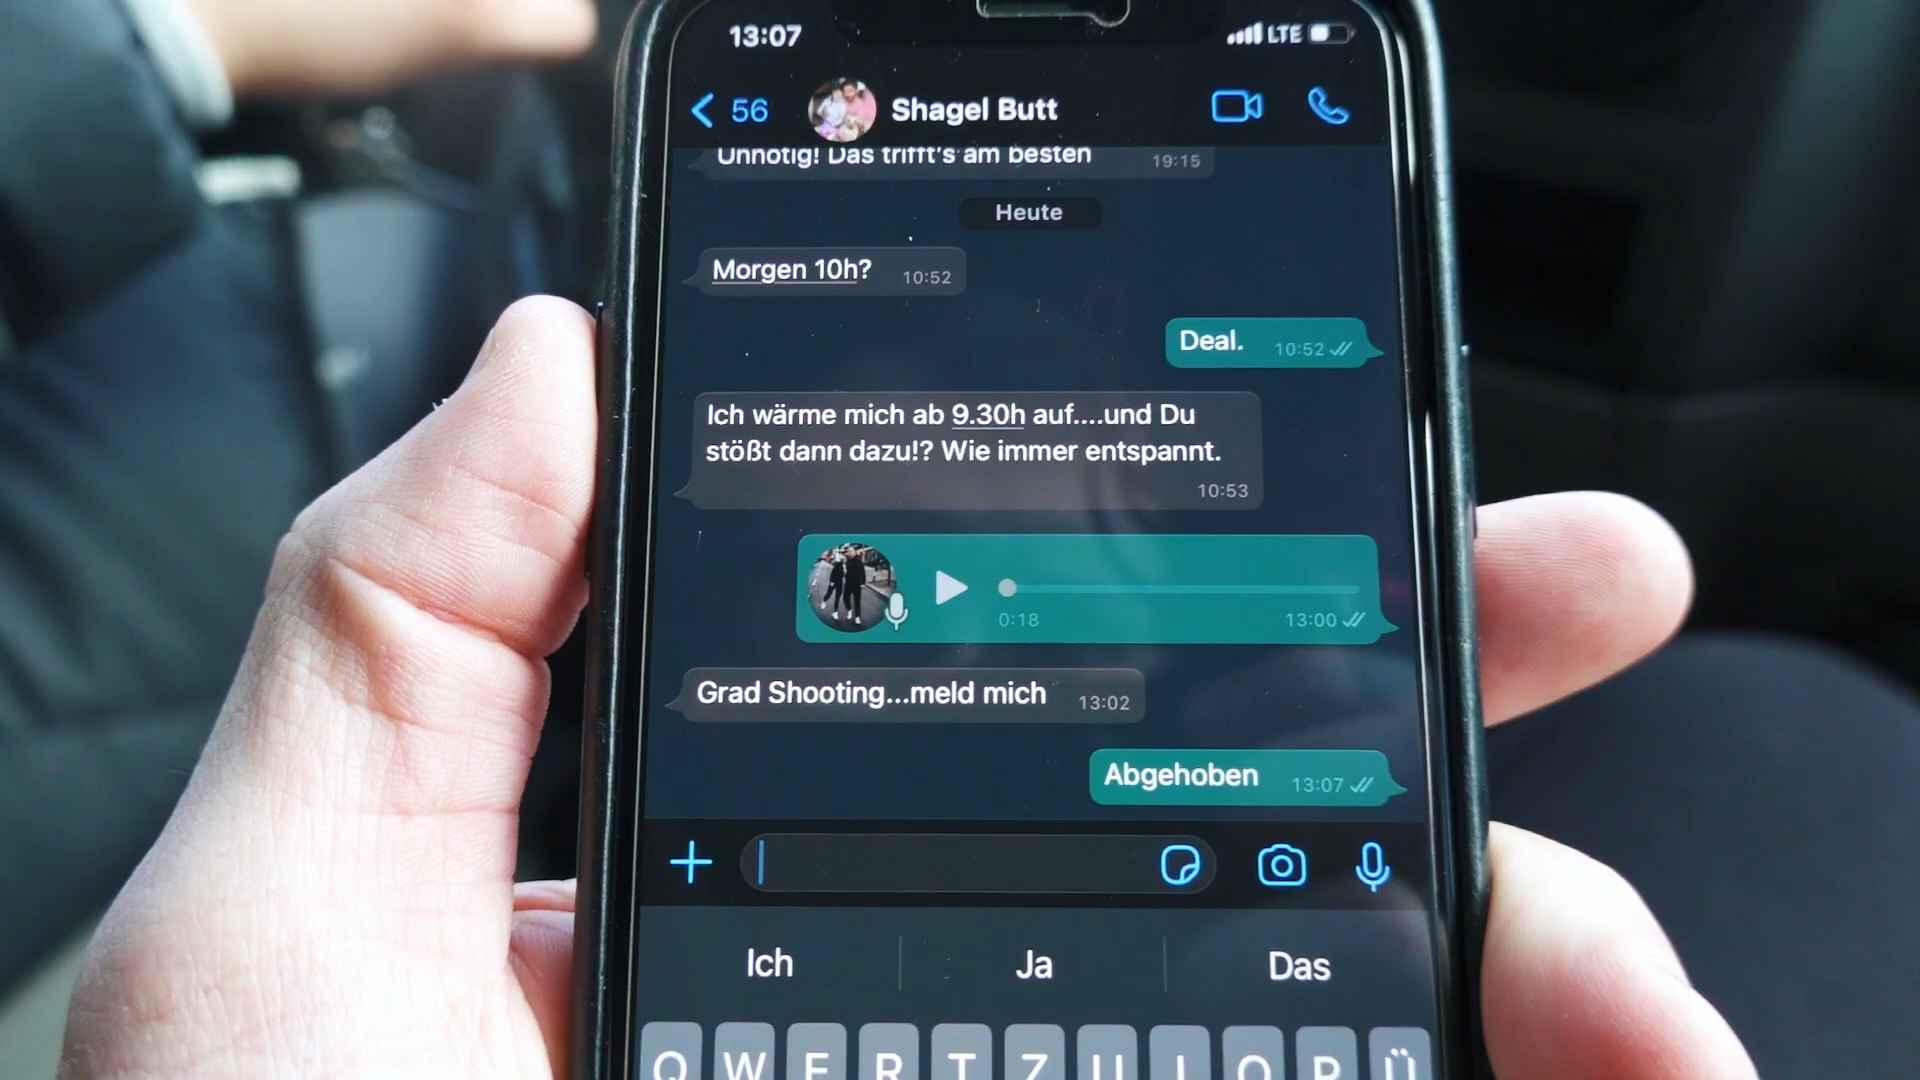 13:07
LTE
56
Shagel Butt
Unnötig! Das trifft's am besten
19:15
Heute
Morgen 10h?
10:52
Deal.
10:52
Ich wärme mich ab 9.30h auf....und Du
stößt dann dazu!? Wie immer entspannt.
10:53
0:18
13:00
Grad Shooting...meld mich
13:02
Abgehoben
13:07
Ich
Ja
Das
Q W E R T Z U I O P Ü